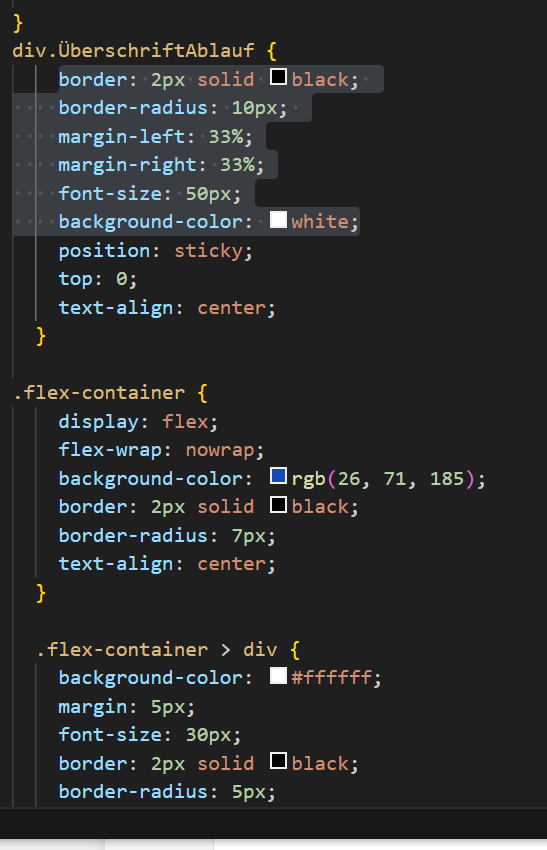 }
div.ÜberschriftAblauf {
border: 2px solid black;
border-radius: 10px;
margin-left: 33%;
margin-right: 33%;
font-size: 50px;
background-color: white;
position: sticky;
top: 0;
text-align: center;
}
.flex-container {
display: flex;
flex-wrap: nowrap;
background-color: rgb(26, 71, 185);
border: 2px solid black;
border-radius: 7px;
text-align: center;
}
.flex-container > div {
background-color: #ffffff;
margin: 5px;
font-size: 30px;
border: 2px solid black;
border-radius: 5px;